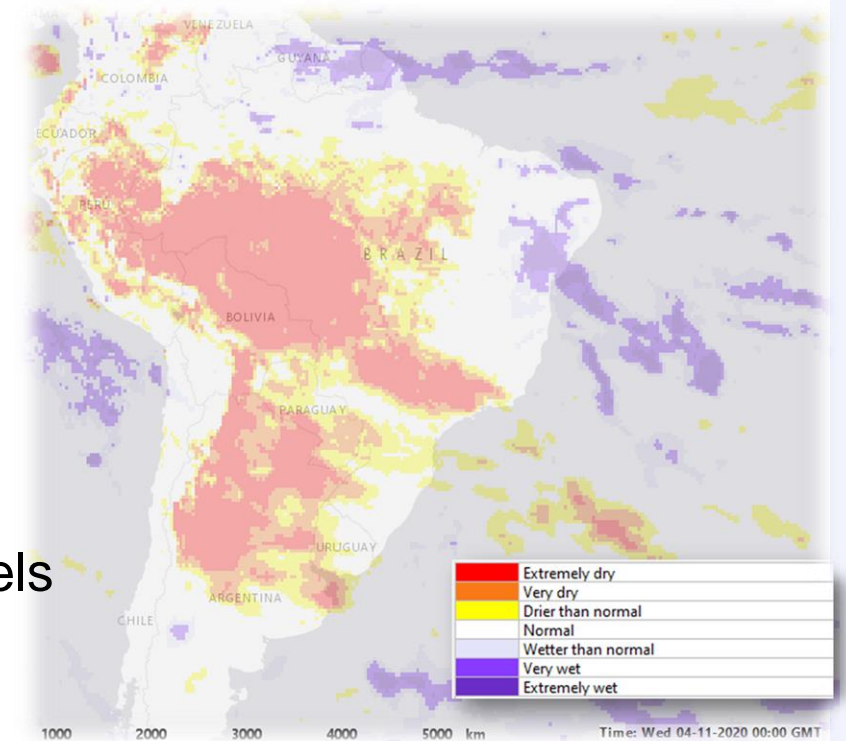 VENEZUELA
GUYANA
COLOMBIA
ECUADOR
PERU
BRAZIL
BOLIVIA
PARAGUAY
URUGUAY
els
ARGENTINA
CHILE
Extremely dry
Very dry
Drier than normal
Normal
Wetter than normal
Very wet
Extremely wet
1000 2000 3000 4000 5000 km
Time: Wed 04-11-2020 00:00 GMT